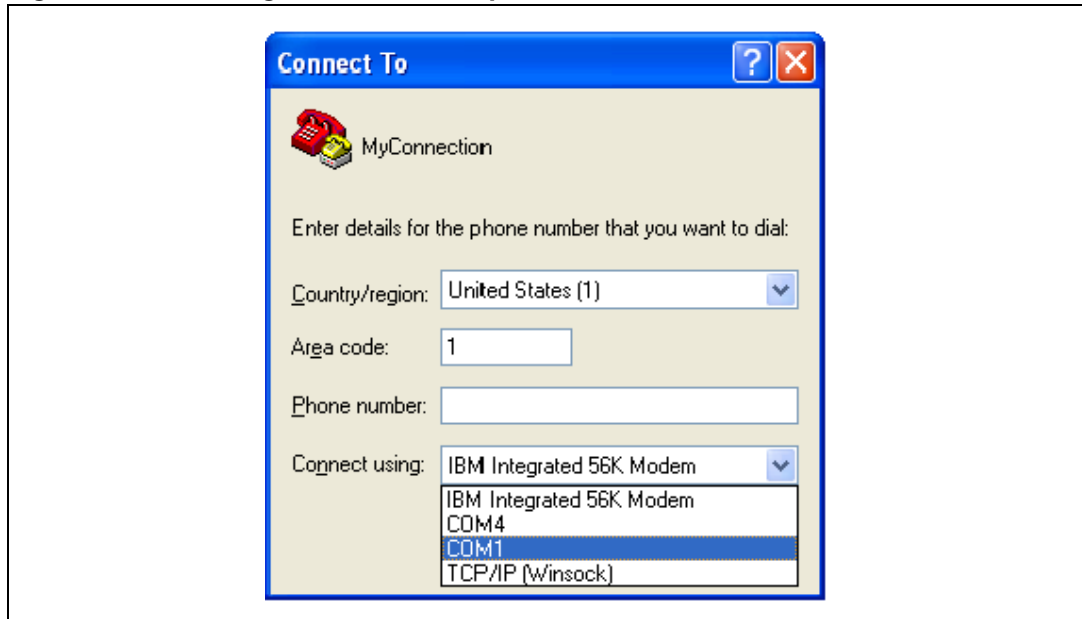 Connect To
MyConnection
Enter details for the phone number that you want to dial:
Country/region: United States (1)
Area code: 1
Phone number:
Connect using: IBM Integrated 56K Modem
IBM Integrated 56K Modem
COM4
COM1
TCP/IP (Winsock)